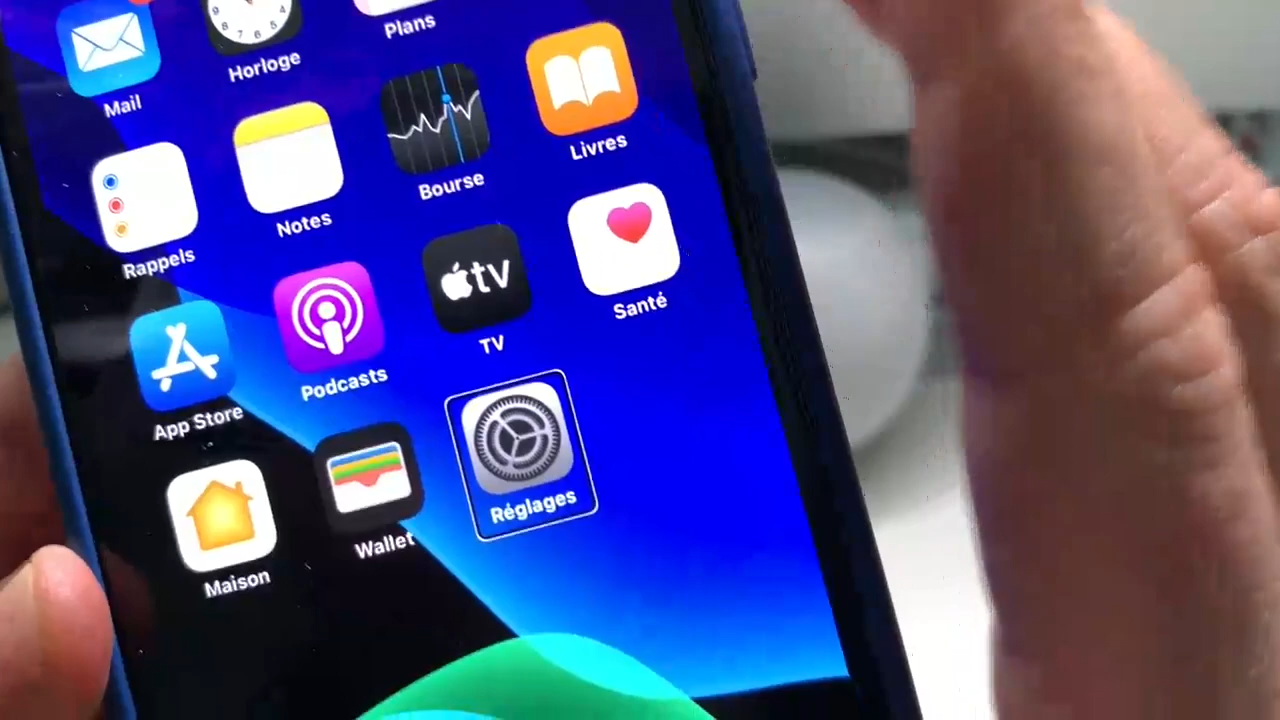 Mail
Horloge
Plans
Rappels
Notes
Bourse
Livres
App Store
Podcasts
tv
TV
Santé
Maison
Wallet
Réglages